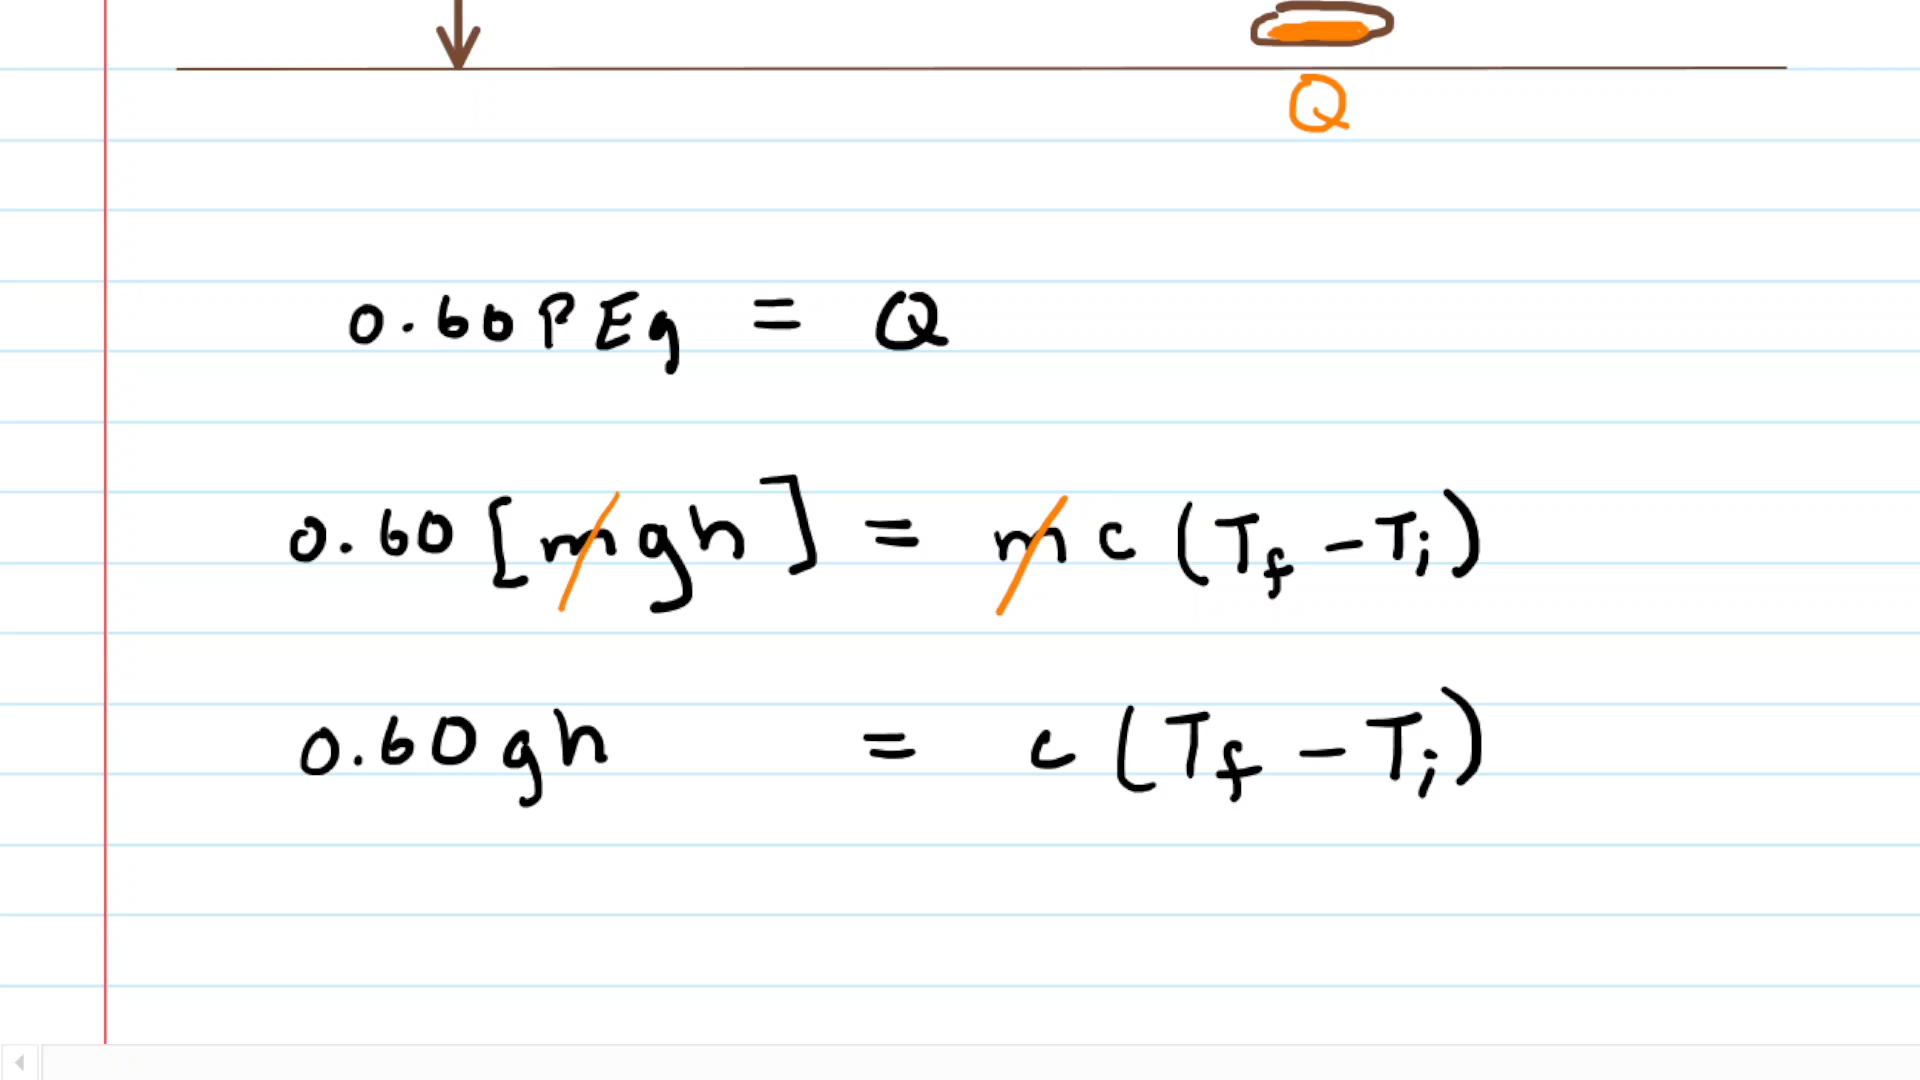 Q
0.60 PEg = Q
0.60 [mgh] = mc (Tf - Ti)
0.60 gh = c (Tf - Ti)